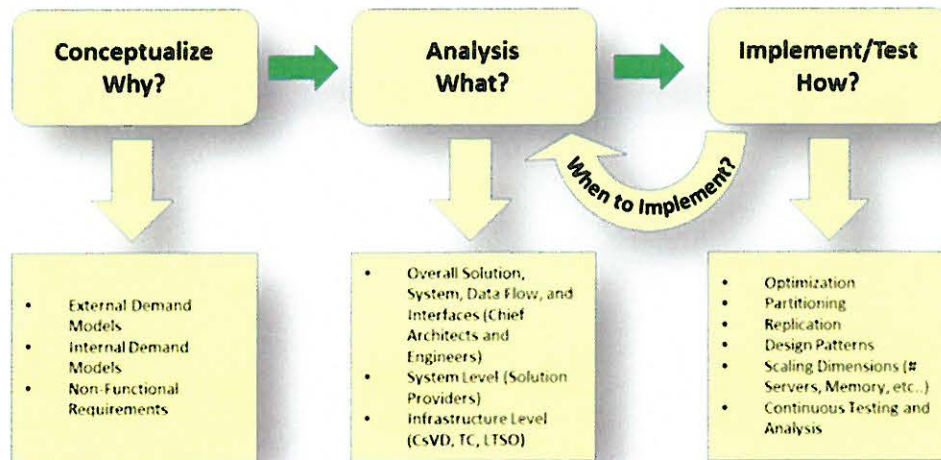 Conceptualize
Why?
Analysis
What?
Implement/Test
How?
When to Implement?
• External Demand
Models
• Internal Demand
Models
• Non-Functional
Requirements
• Overall Solution,
System, Data Flow, and
Interfaces (Chief
Architects and
Engineers)
• System Level (Solution
Providers)
• Infrastructure Level
(CsVD, TC, LTSO)
• Optimization
• Partitioning
• Replication
• Design Patterns
• Scaling Dimensions (#
Servers, Memory, etc..)
• Continuous Testing and
Analysis